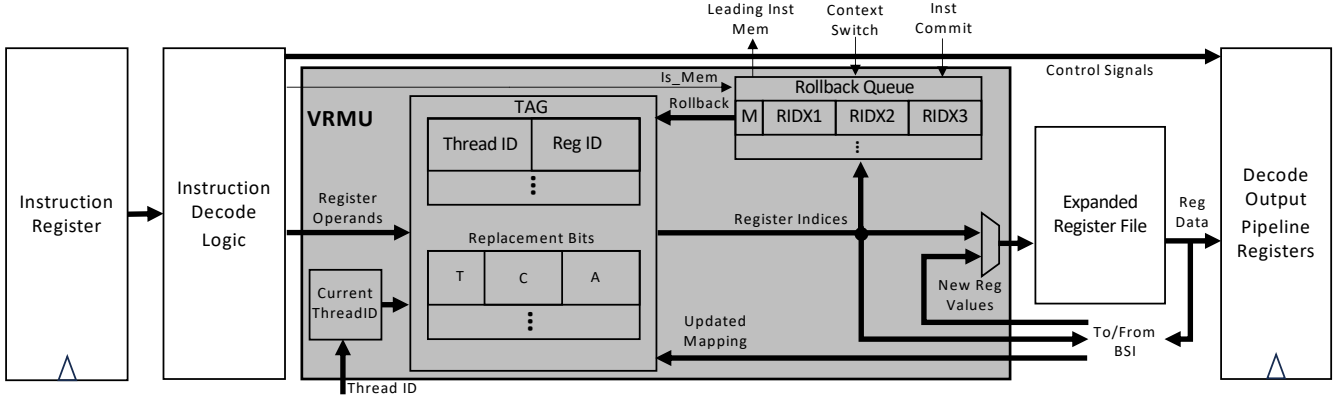 Leading Inst
Mem
Context
Switch
Inst
Commit
Control Signals
Is_Mem
Rollback Queue
Rollback
M RIDX1 RIDX2 RIDX3
⋮
VRMU
TAG
Thread ID Reg ID
⋮
Instruction
Register
Instruction
Decode
Logic
Register
Operands
Register Indices
Replacement Bits
T C A
⋮
Current
ThreadID
Thread ID
Updated
Mapping
New Reg
Values
Expanded
Register File
Reg
Data
To/From
BSI
Decode
Output
Pipeline
Registers